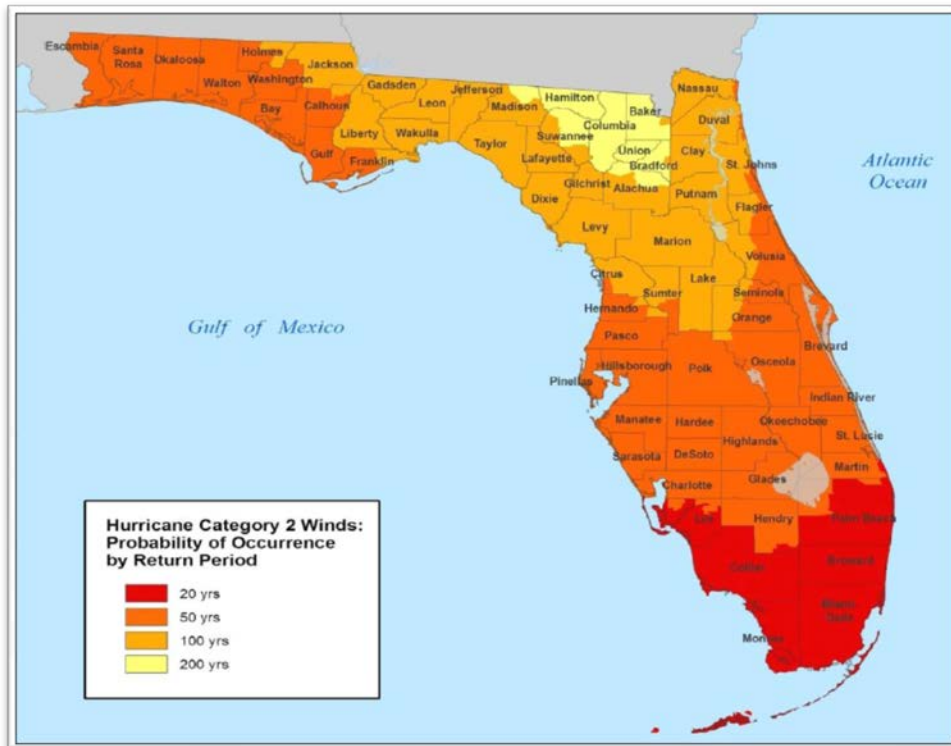 Escambia
Santa
Rosa
Okaloosa
Walton
Holmes
Washington
Jackson
Bay
Calhoun
Gulf
Liberty
Franklin
Gadsden
Leon
Wakulla
Jefferson
Madison
Taylor
Hamilton
Suwannee
Lafayette
Dixie
Columbia
Baker
Union
Bradford
Gilchrist
Alachua
Levy
Nassau
Duval
Clay
St. Johns
Putnam
Flagler
Marion
Volusia
Citrus
Sumter
Lake
Seminole
Hernando
Orange
Pasco
Brevard
Osceola
Hillsborough
Polk
Pinellas
Indian River
Manatee
Hardee
Okeechobee
Highlands
St. Lucie
Sarasota
DeSoto
Martin
Charlotte
Glades
Lee
Hendry
Palm Beach
Collier
Broward
Miami-
Dade
Monroe
Atlantic
Ocean
Gulf of Mexico
Hurricane Category 2 Winds:
Probability of Occurrence
by Return Period
20 yrs
50 yrs
100 yrs
200 yrs